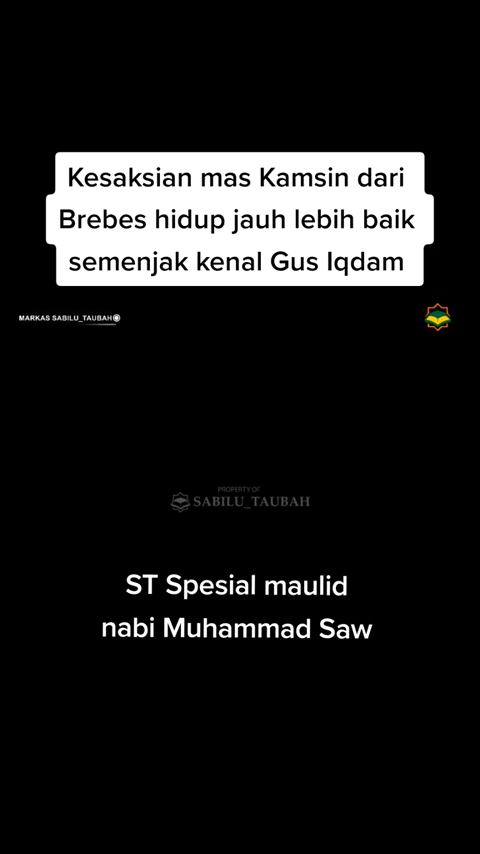 Kesaksian mas Kamsin dari
Brebes hidup jauh lebih baik
semenjak kenal Gus Iqdam
MARKAS SABILU_TAUBAH
PROPERTY OF
SABILU_TAUBAH
ST Spesial maulid
nabi Muhammad Saw